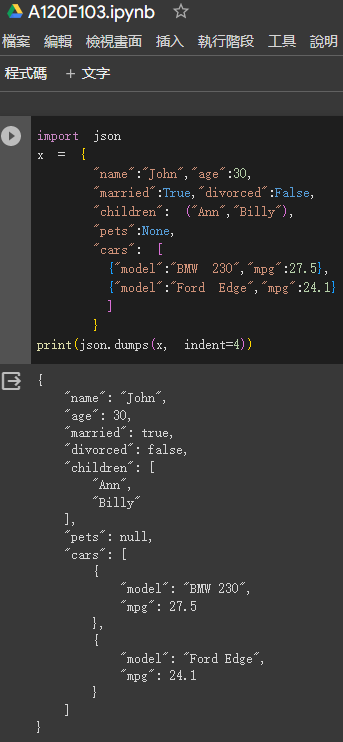 A120E103.ipynb
檔案 編輯 檢視畫面 插入 執行階段 工具 說明
程式碼 + 文字
import json
x = {
"name":"John","age":30,
"married":True,"divorced":False,
"children": ("Ann","Billy"),
"pets":None,
"cars": [
{"model":"BMW 230","mpg":27.5},
{"model":"Ford Edge","mpg":24.1}
]
}
print(json.dumps(x, indent=4))
{
"name": "John",
"age": 30,
"married": true,
"divorced": false,
"children": [
"Ann",
"Billy"
],
"pets": null,
"cars": [
{
"model": "BMW 230",
"mpg": 27.5
},
{
"model": "Ford Edge",
"mpg": 24.1
}
]
}